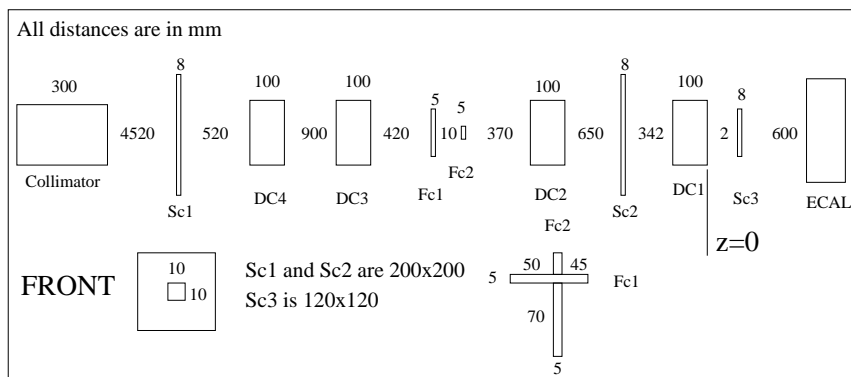 All distances are in mm
8 8
300 100 100 5 5 100 100 8
4520 520 900 420 10 370 650 342 2 600
Collimator Sc1 DC4 DC3 Fc1 Fc2 DC2 Sc2 DC1 Sc3 ECAL
z=0
Fc2
FRONT
10
10
Sc1 and Sc2 are 200x200
Sc3 is 120x120
50 45
5 Fc1
70
5